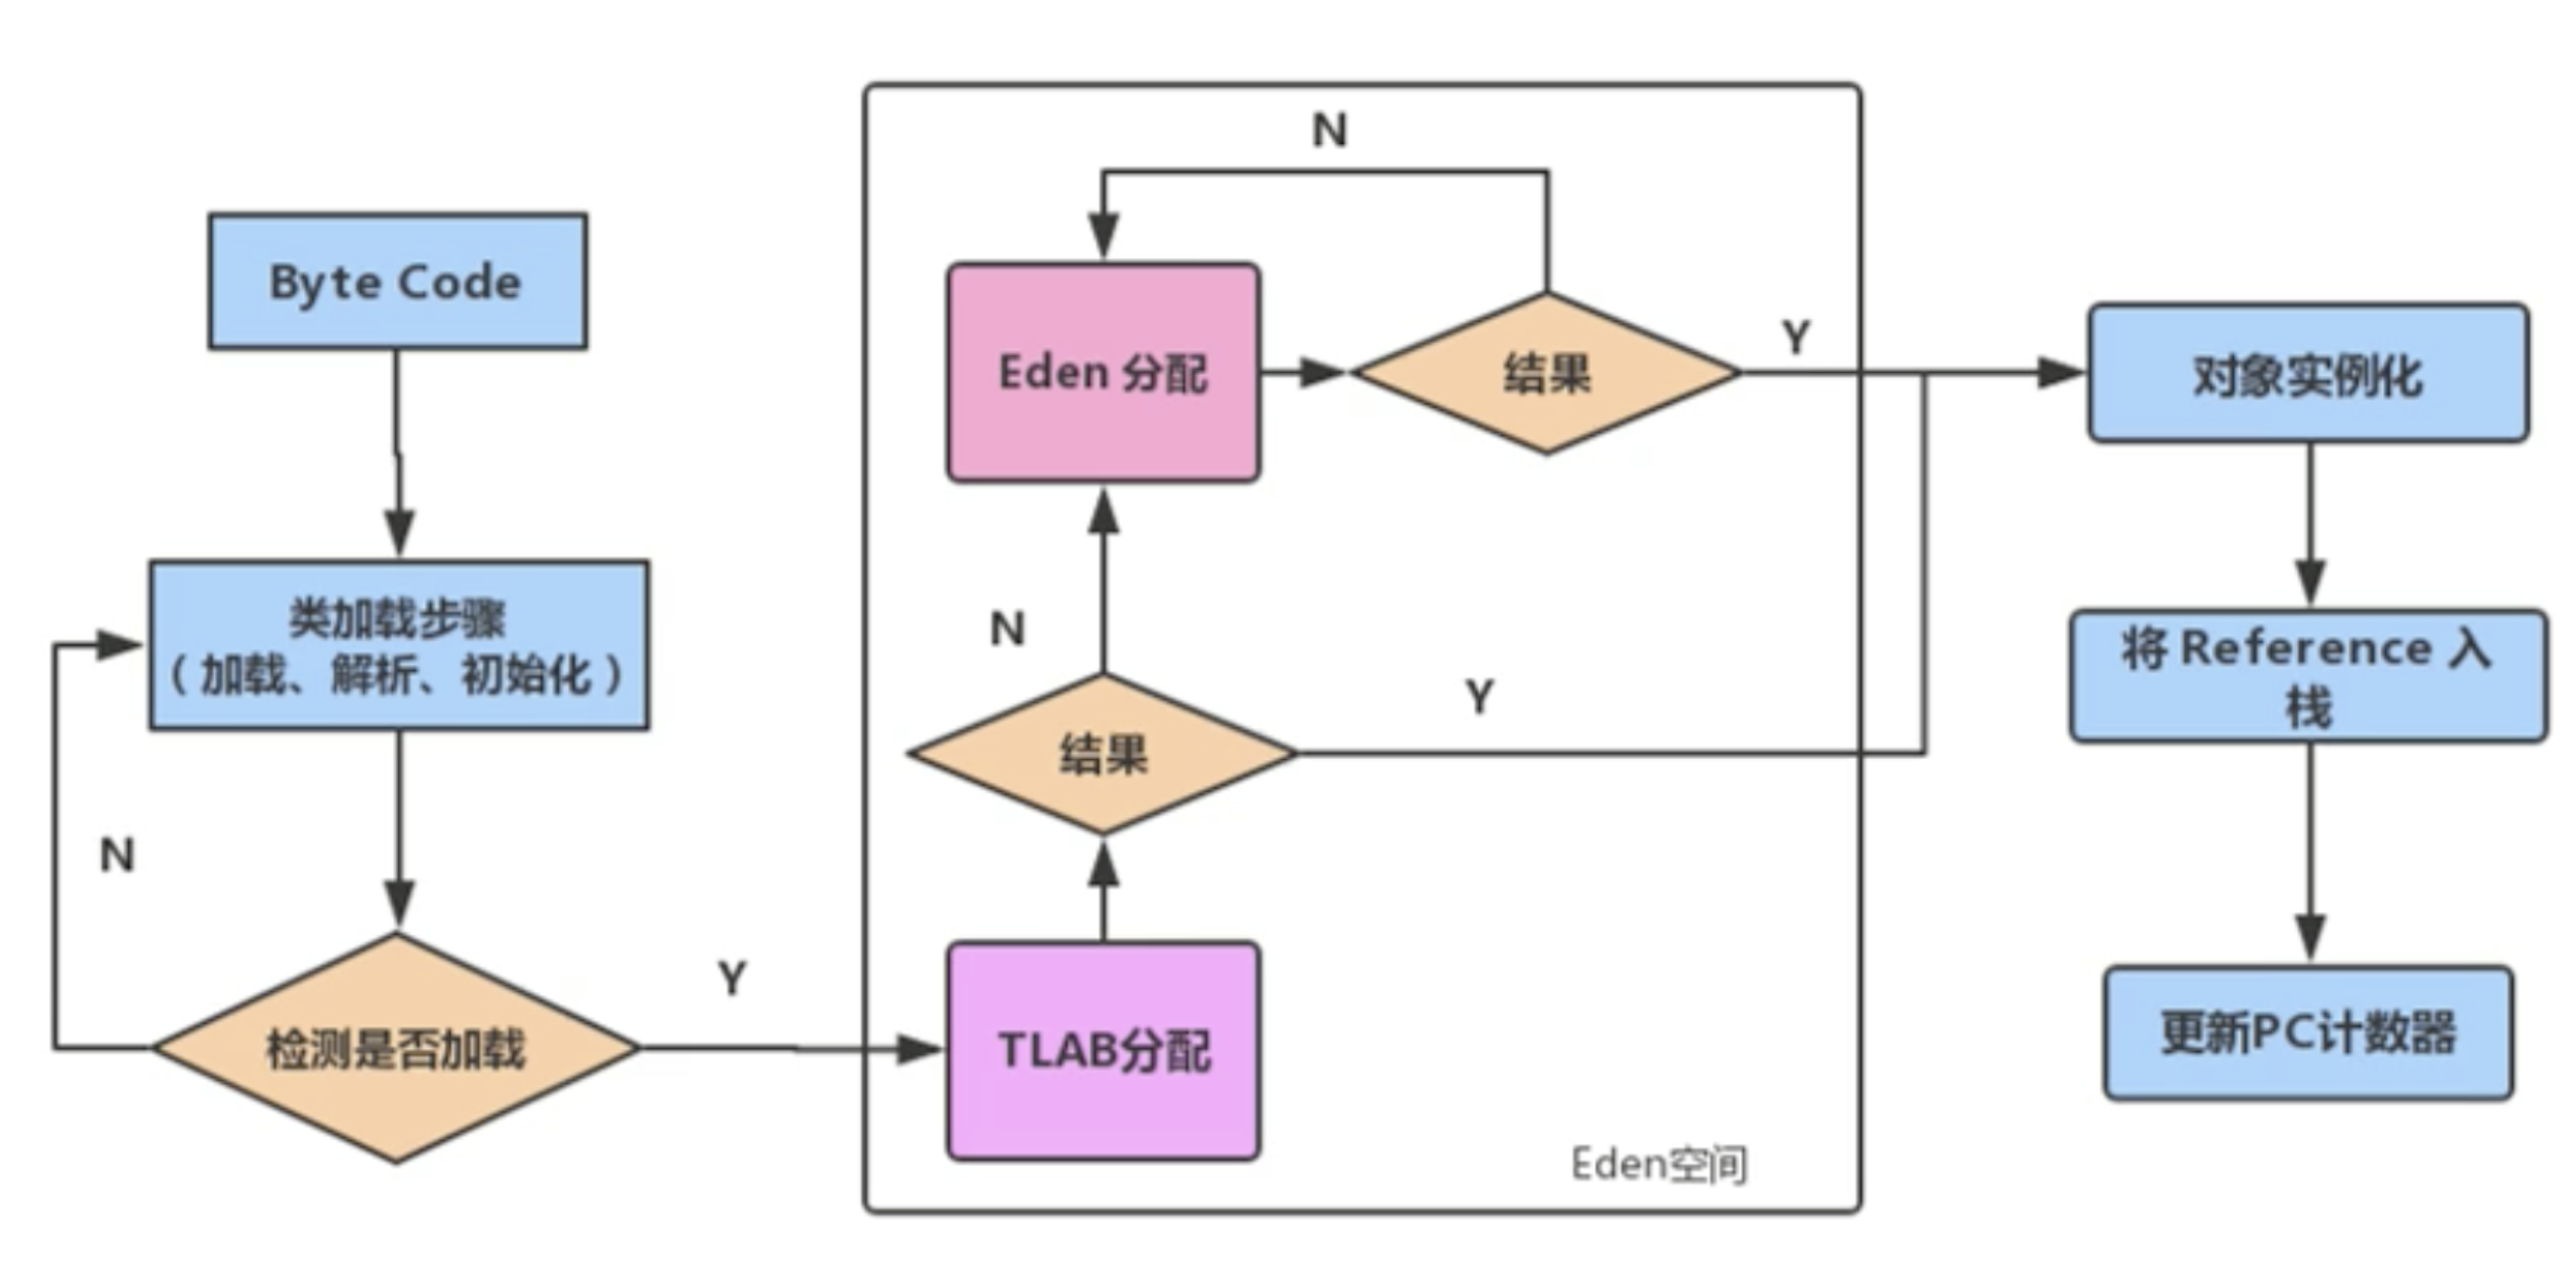 Byte Code
类加载步骤
（ 加载、解析、初始化 ）
N
检测是否加载
Y
N
Eden 分配
结果
Y
N
结果
Y
TLAB分配
Eden空间
对象实例化
将 Reference 入
栈
更新PC计数器